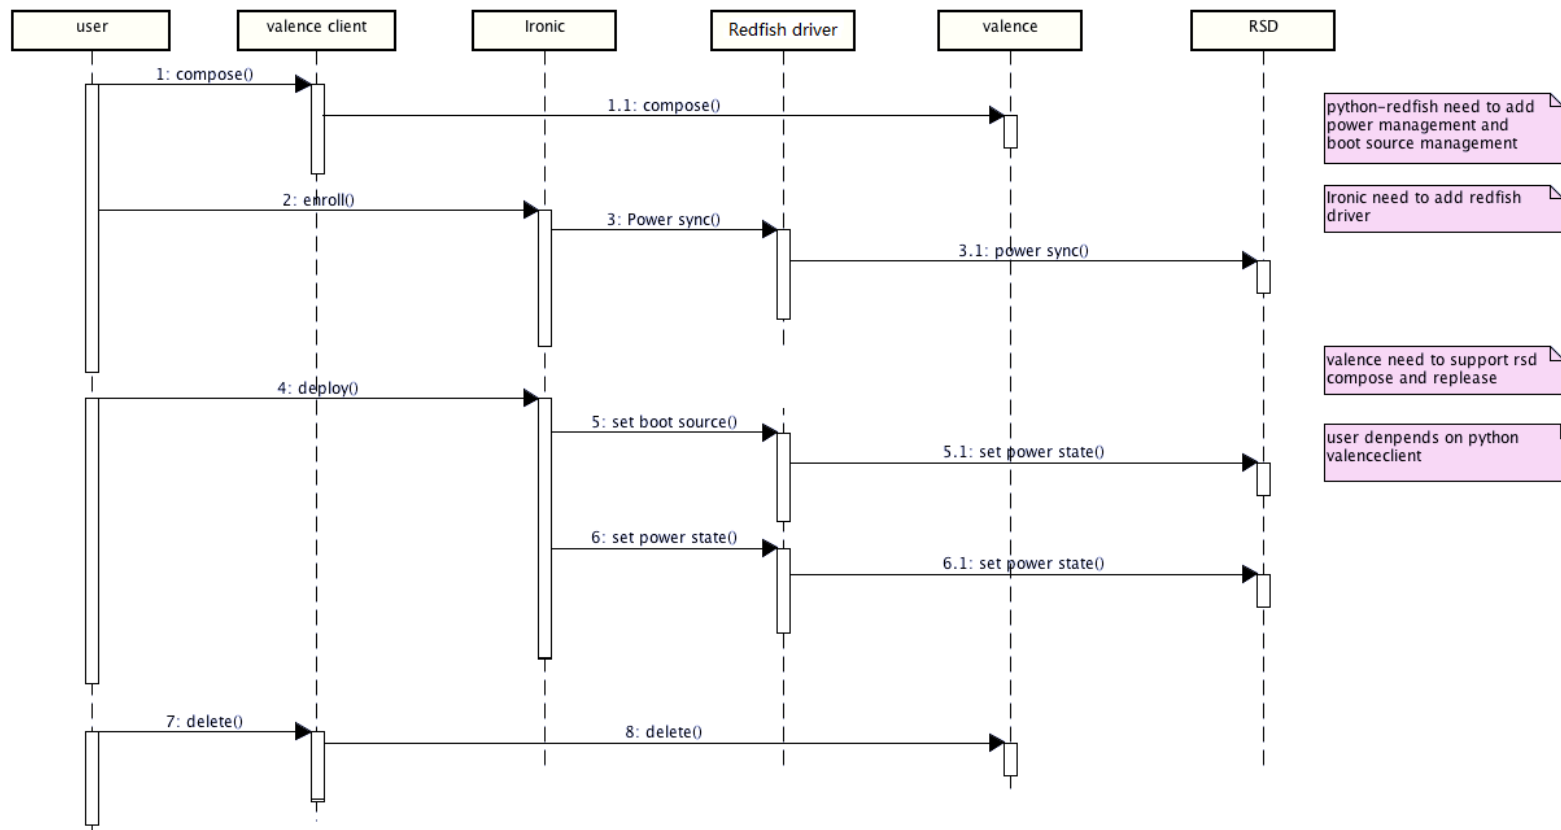 user
valence client
Ironic
Redfish driver
valence
RSD
1: compose()
1.1: compose()
python-redfish need to add
power management and
boot source management
2: enroll()
Ironic need to add redfish
driver
3: Power sync()
3.1: power sync()
valence need to support rsd
compose and replease
4: deploy()
5: set boot source()
user denpends on python
valenceclient
5.1: set power state()
6: set power state()
6.1: set power state()
7: delete()
8: delete()